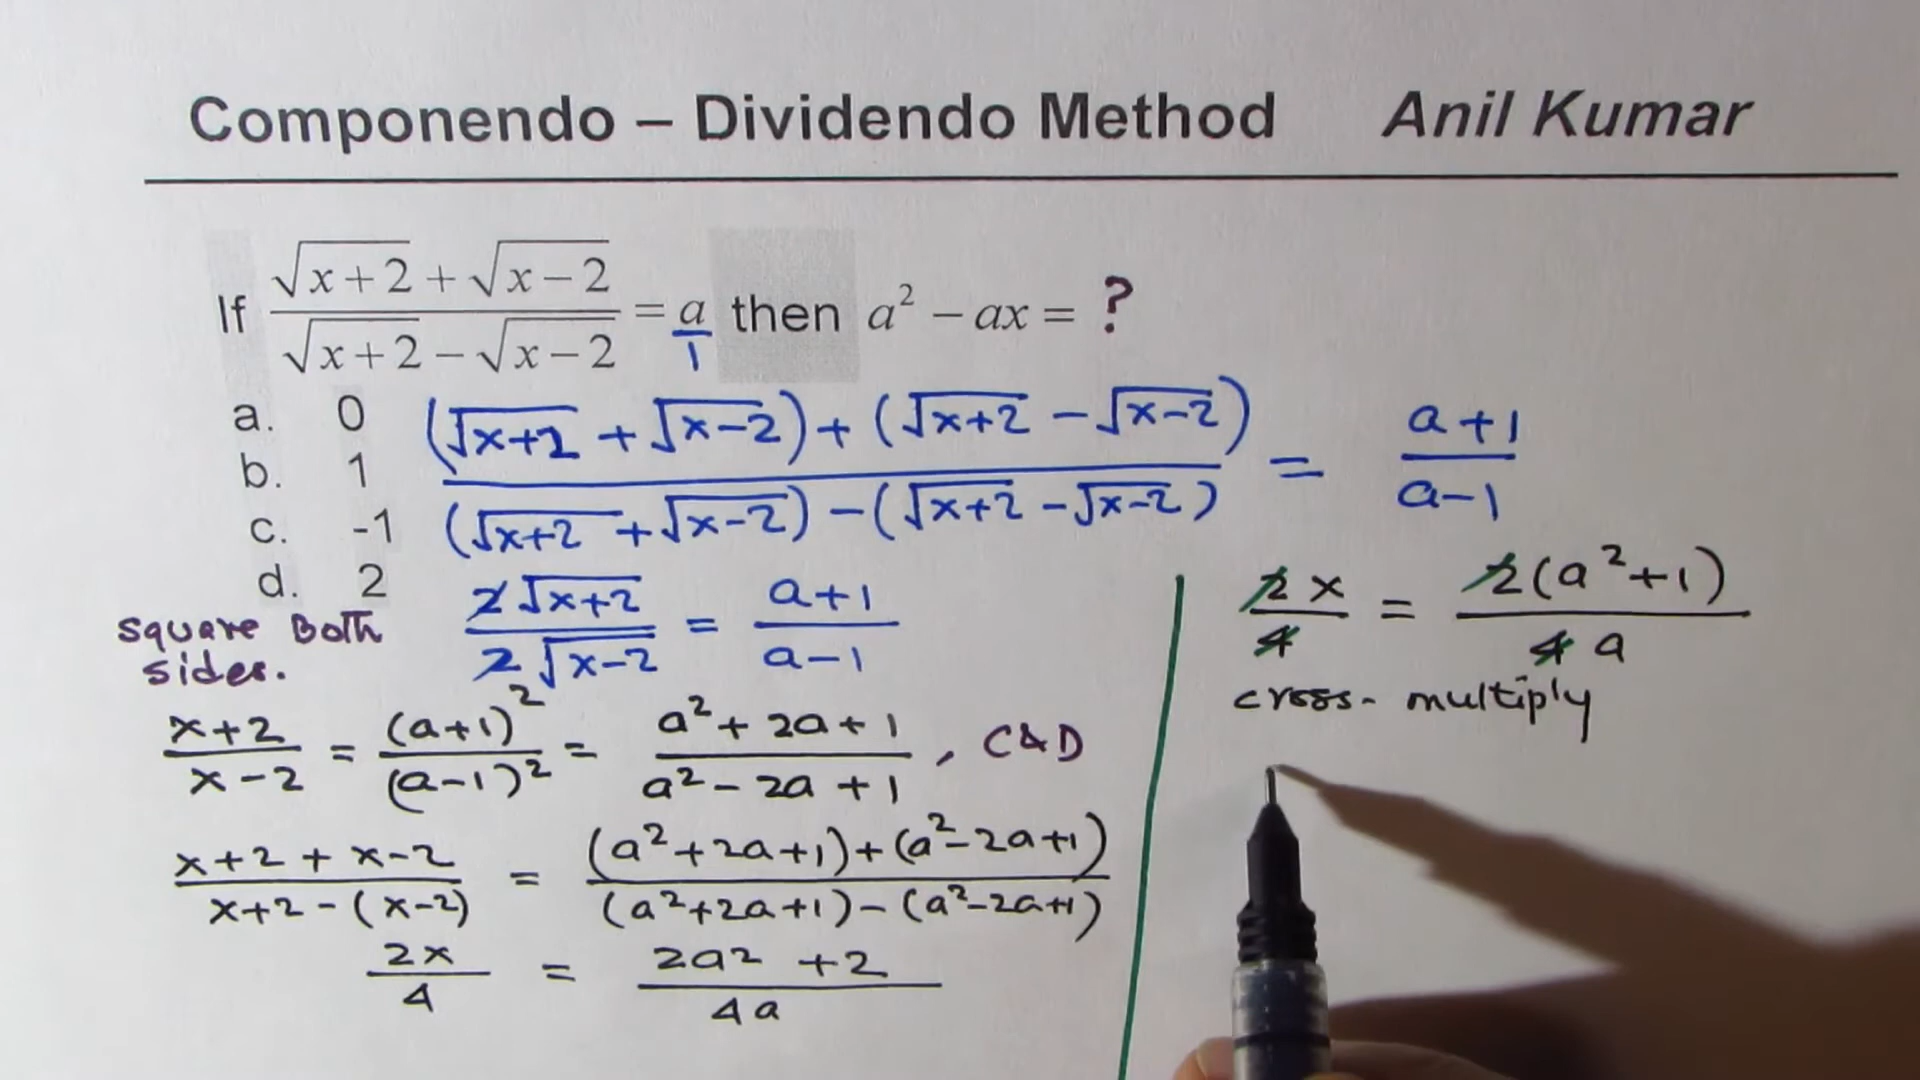 Componendo – Dividendo Method Anil Kumar
If (√(x+2) + √(x−2)) / (√(x+2) − √(x−2)) = a/1 then a² − ax = ?
a. 0
b. 1
c. -1
d. 2
((√(x+2) + √(x−2)) + (√(x+2) − √(x−2))) / ((√(x+2) + √(x−2)) − (√(x+2) − √(x−2))) = (a+1)/(a−1)
2√(x+2) / 2√(x−2) = (a+1)/(a−1)
square Both
sides.
(x+2)/(x−2) = (a+1)²/(a−1)² = (a²+2a+1)/(a²−2a+1), C&D
(x+2+x−2)/(x+2−(x−2)) = ((a²+2a+1)+(a²−2a+1))/((a²+2a+1)−(a²−2a+1))
2x/4 = (2a²+2)/4a
2x/4 = 2(a²+1)/4a
cross-multiply